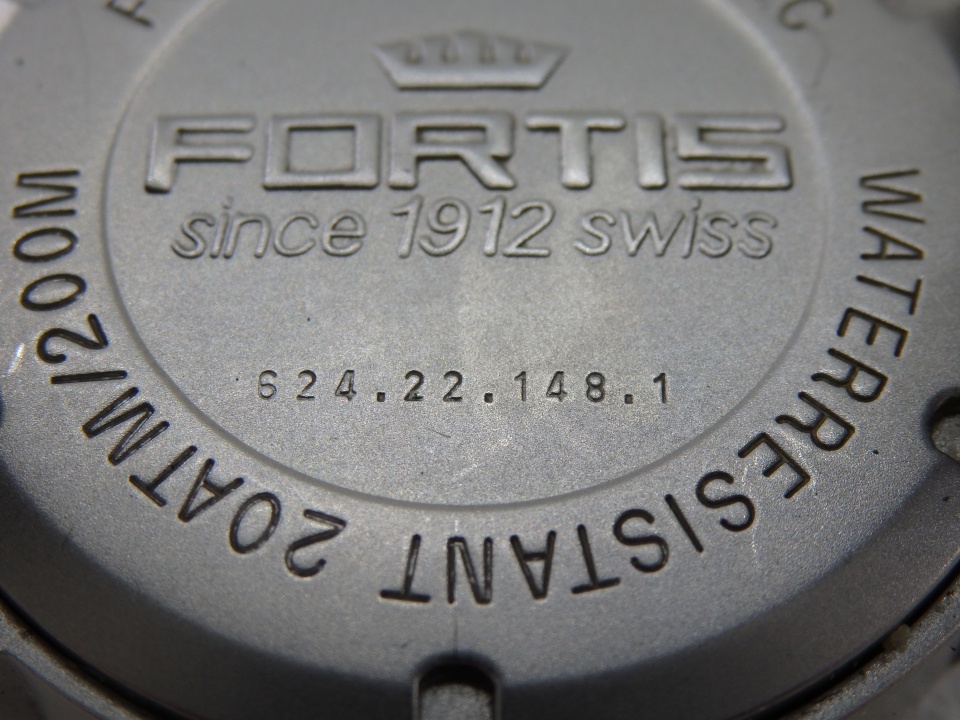 FORTIS
since 1912 swiss
624.22.148.1
WATERRESISTANT 20ATM/200M